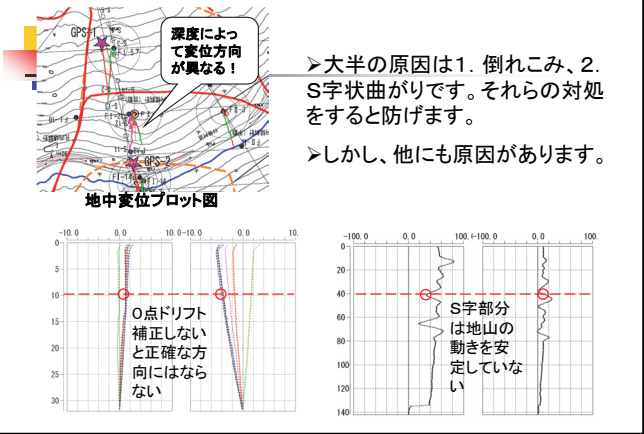 GPS-1
深度によっ
て変位方向
が異なる！
GPS-2
地中変位プロット図
➤大半の原因は１．倒れこみ、２．
Ｓ字状曲がりです。それらの対処
をすると防げます。
➤しかし、他にも原因があります。
-10. 0.0 10. -10. 0.0 10.
0
5
10
15
20
25
30
０点ドリフト
補正しない
と正確な方
向にはなら
ない
-100. 0.0 100. (-100. 0.0 100.
0
20
40
60
80
100
120
140
Ｓ字部分
は地山の
動きを安
定していな
い